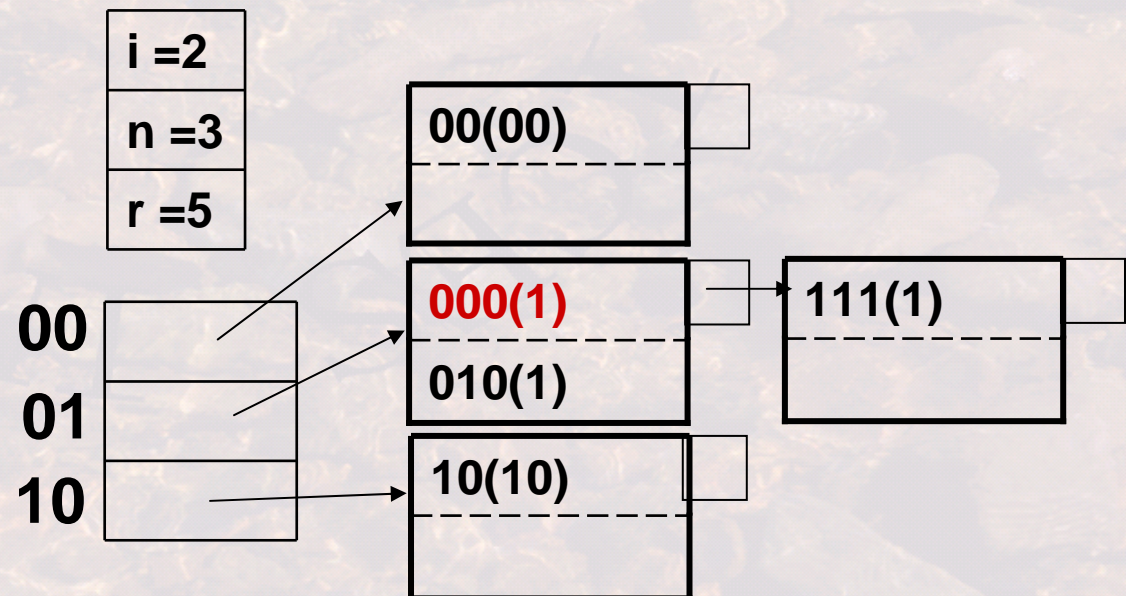 i =2
n =3
r =5
00
01
10
00(00)
000(1)
010(1)
10(10)
111(1)